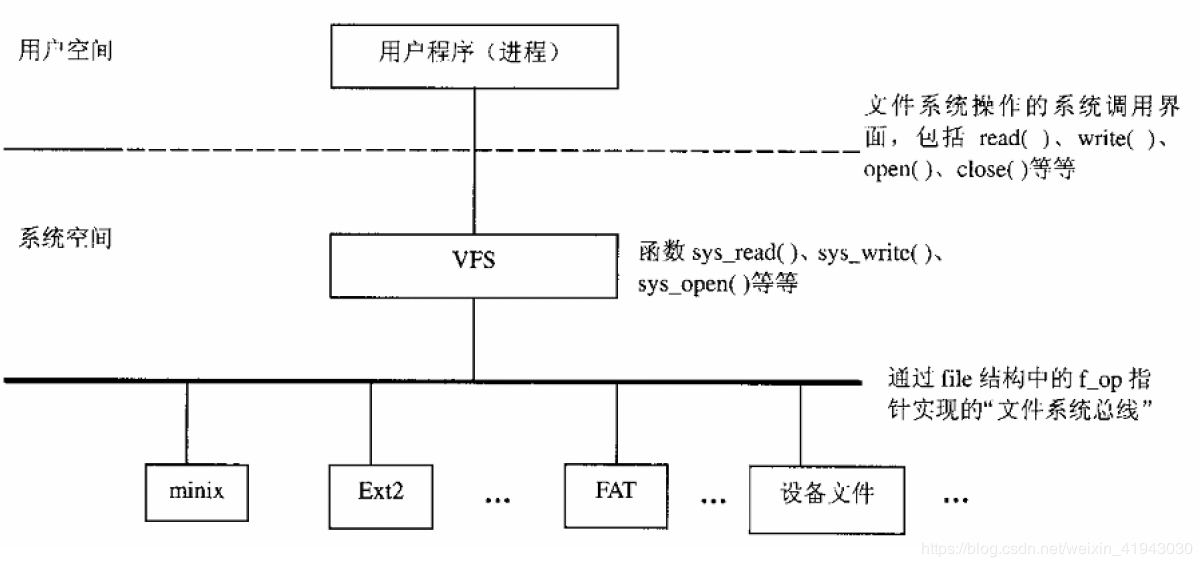 用户空间
用户程序（进程）
文件系统操作的系统调用界
面，包括 read( )、write( )、
open( )、close( )等等
系统空间
VFS
函数 sys_read( )、sys_write( )、
sys_open( )等等
通过 file 结构中的 f_op 指
针实现的“文件系统总线”
minix
Ext2
...
FAT
...
设备文件
...
https://blog.csdn.net/weixin_41943030